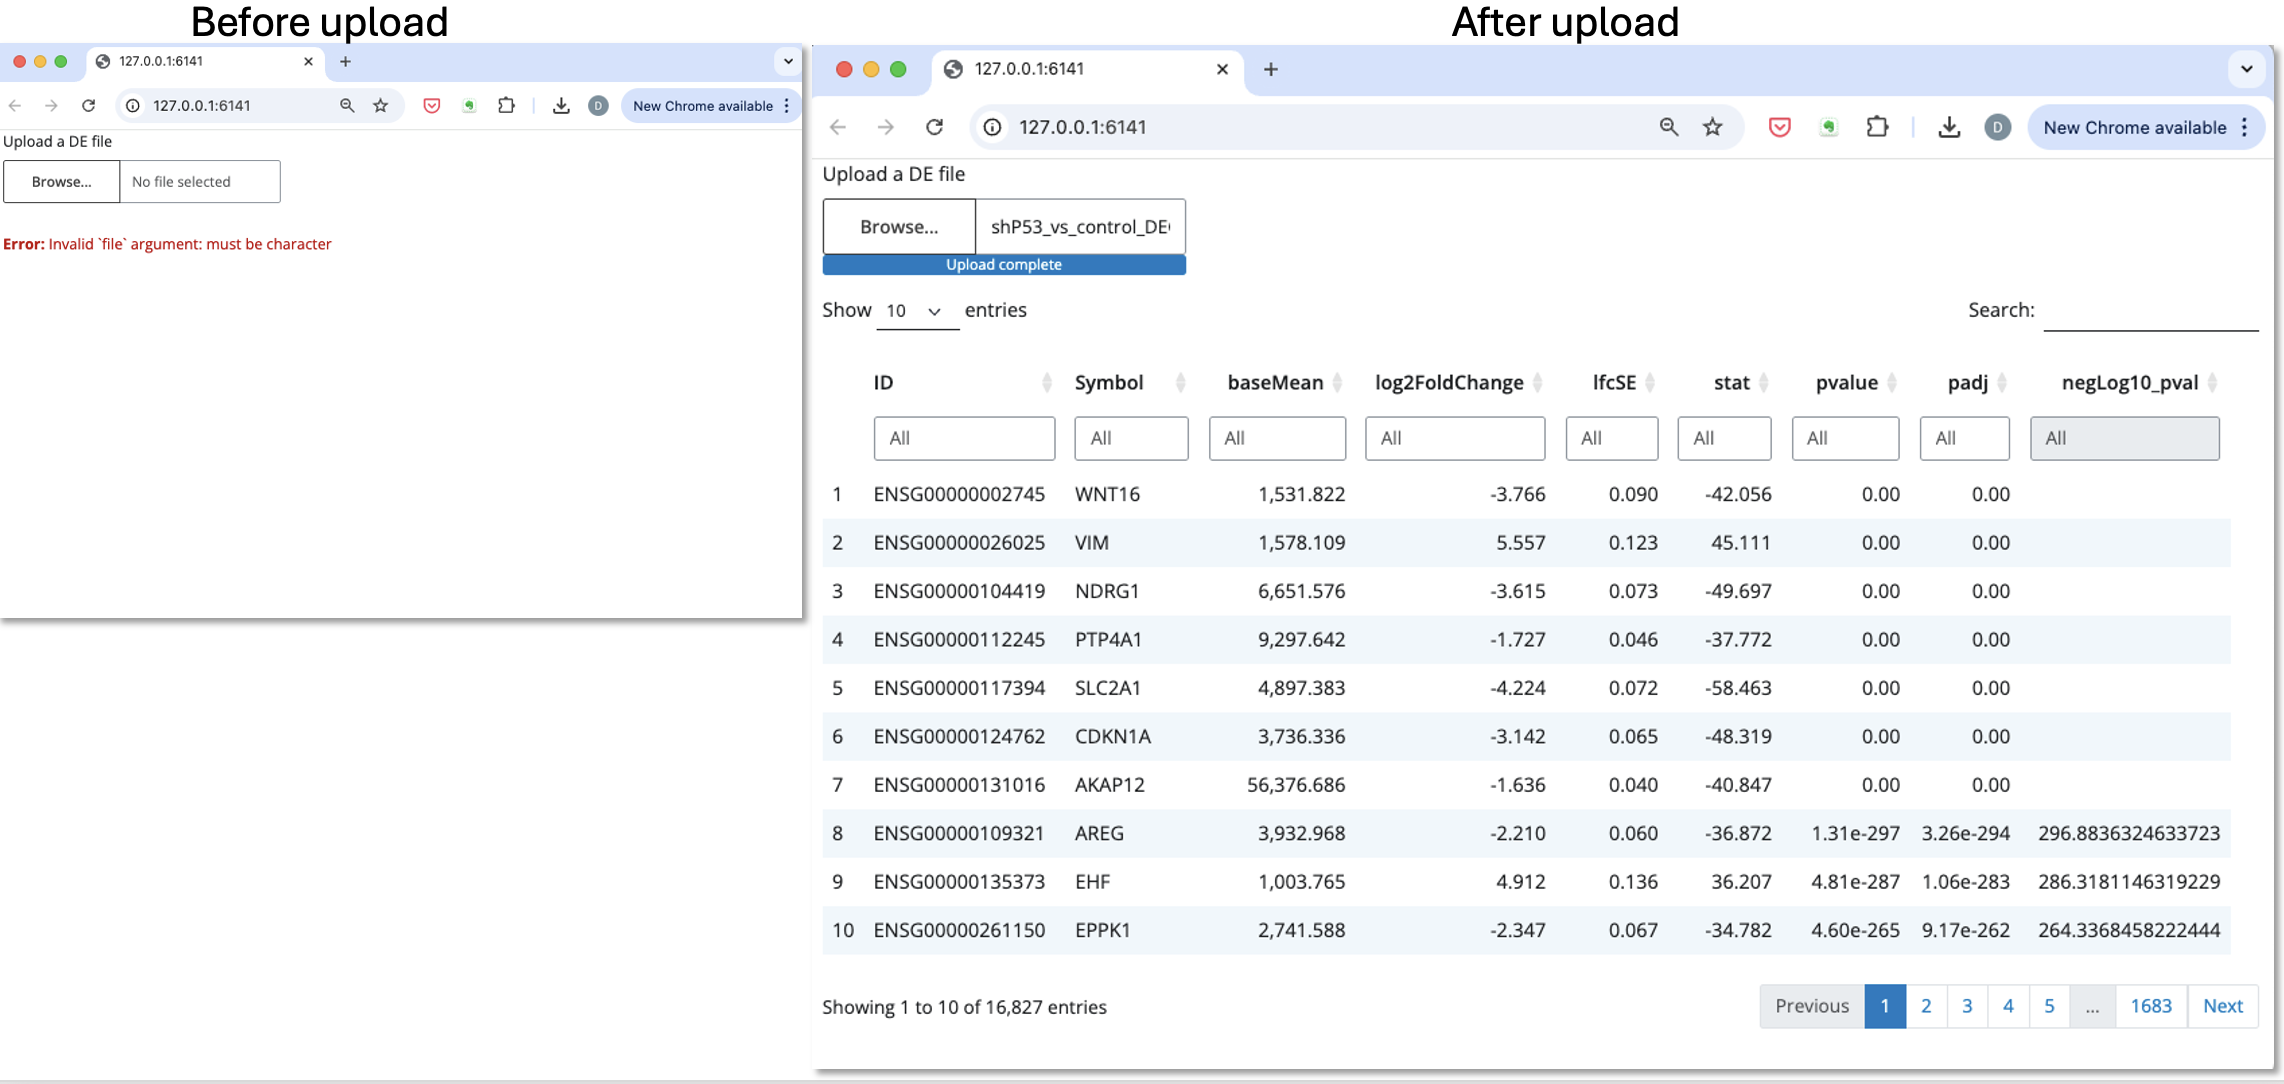 Before upload
127.0.0.1:6141
127.0.0.1:6141
D
New Chrome available
Upload a DE file
Browse...
No file selected
Error: Invalid `file` argument: must be character
After upload
127.0.0.1:6141
127.0.0.1:6141
D
New Chrome available
Upload a DE file
Browse... shP53_vs_control_DE
Upload complete
Show 10 entries
Search:
ID Symbol baseMean log2FoldChange lfcSE stat pvalue padj negLog10_pval
All All All All All All All All All
1 ENSG00000002745 WNT16 1,531.822 -3.766 0.090 -42.056 0.00 0.00
2 ENSG00000026025 VIM 1,578.109 5.557 0.123 45.111 0.00 0.00
3 ENSG00000104419 NDRG1 6,651.576 -3.615 0.073 -49.697 0.00 0.00
4 ENSG00000112245 PTP4A1 9,297.642 -1.727 0.046 -37.772 0.00 0.00
5 ENSG00000117394 SLC2A1 4,897.383 -4.224 0.072 -58.463 0.00 0.00
6 ENSG00000124762 CDKN1A 3,736.336 -3.142 0.065 -48.319 0.00 0.00
7 ENSG00000131016 AKAP12 56,376.686 -1.636 0.040 -40.847 0.00 0.00
8 ENSG00000109321 AREG 3,932.968 -2.210 0.060 -36.872 1.31e-297 3.26e-294 296.8836324633723
9 ENSG00000135373 EHF 1,003.765 4.912 0.136 36.207 4.81e-287 1.06e-283 286.3181146319229
10 ENSG00000261150 EPPK1 2,741.588 -2.347 0.067 -34.782 4.60e-265 9.17e-262 264.3368458222444
Showing 1 to 10 of 16,827 entries
Previous 1 2 3 4 5 ... 1683 Next